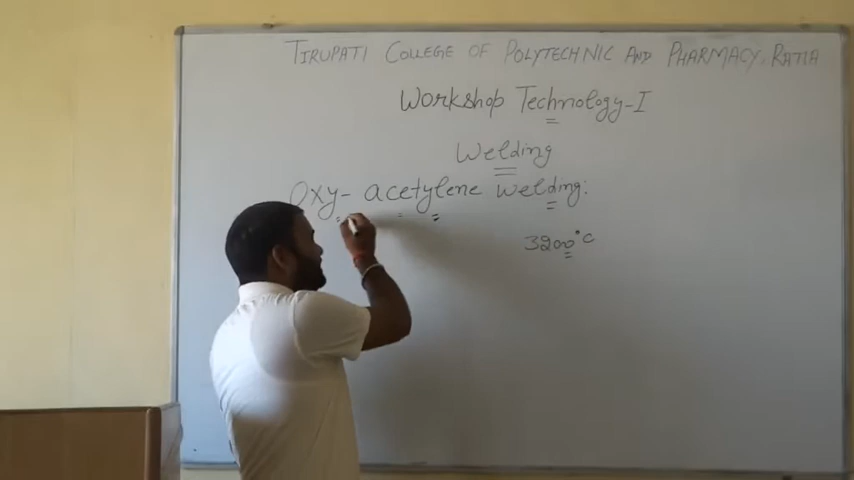 TIRUPATI COLLEGE OF POLYTECHNIC AND PHARMACY, RATIA
WORKshop Technology-I
Welding
Oxy- acetylene welding:
3200°C